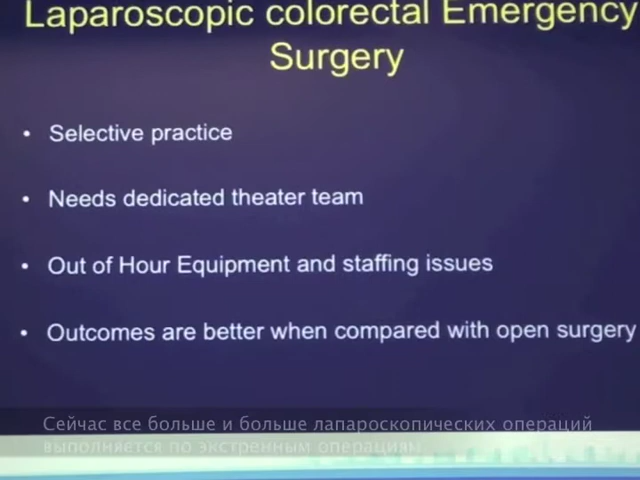 Laparoscopic colorectal Emergency
Surgery
• Selective practice
• Needs dedicated theater team
• Out of Hour Equipment and staffing issues
• Outcomes are better when compared with open surgery
Сейчас все больше и больше лапароскопических операций
выполняется по экстренным операциям